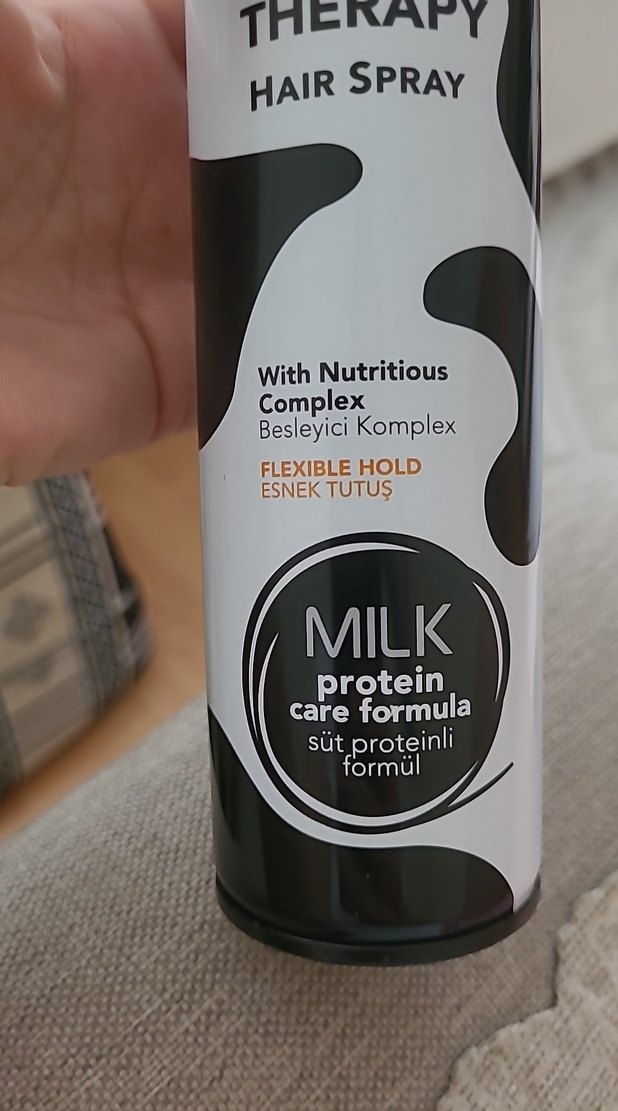 THERAPY
HAIR SPRAY
With Nutritious
Complex
Besleyici Komplex
FLEXIBLE HOLD
ESNEK TUTUŞ
MILK
protein
care formula
süt proteinli
formül